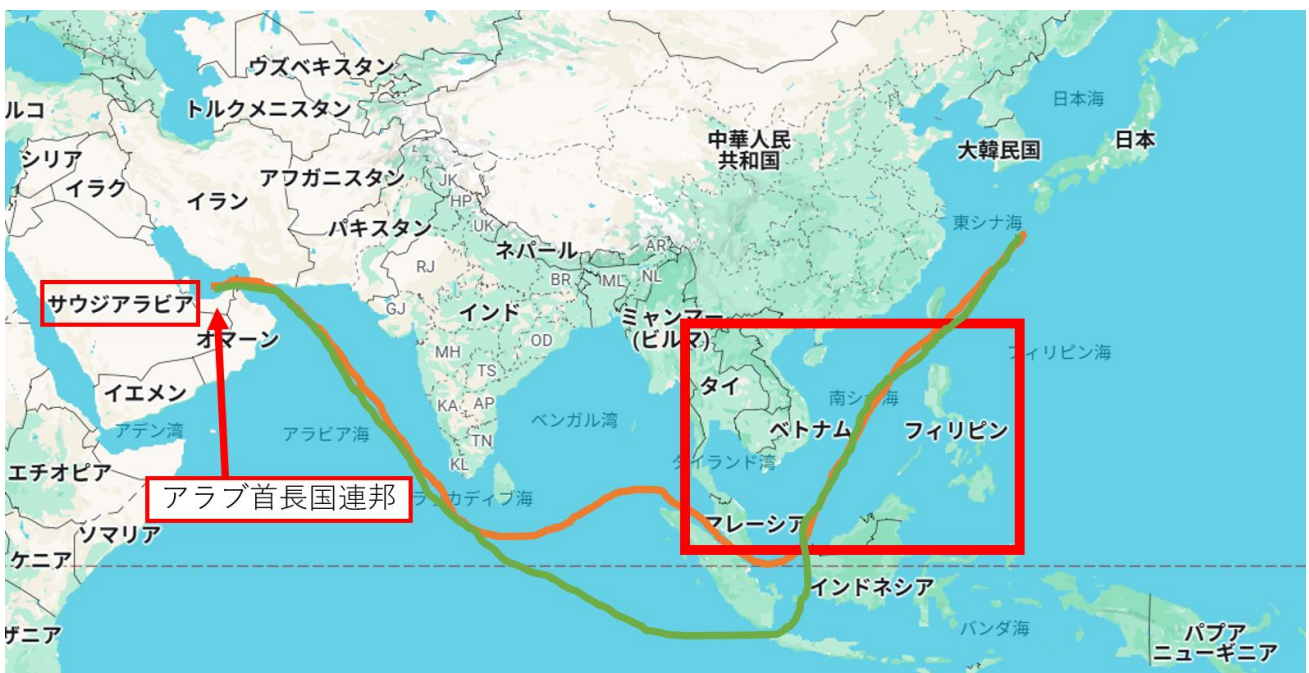 ウズベキスタン
トルクメニスタン
ルコ
日本海
中華人民
共和国
大韓民国
日本
シリア
イラク
アフガニスタン
イラン
JK
HP
パキスタン
UK
ネパール
AR
東シナ海
RJ
BR
ML
NL
サウジアラビア
GJ
インド
ミャンマー
(ビルマ)
オマーン
OD
MH
TS
フィリピン海
イエメン
タイ
南シナ海
KA
AP
アデン湾
アラビア海
ベンガル湾
ベトナム
フィリピン
TN
KL
タイランド湾
エチオピア
アラブ首長国連邦
ラッカディブ海
ソマリア
マレーシア
ケニア
インドネシア
バンダ海
ザニア
パプア
ニューギニア